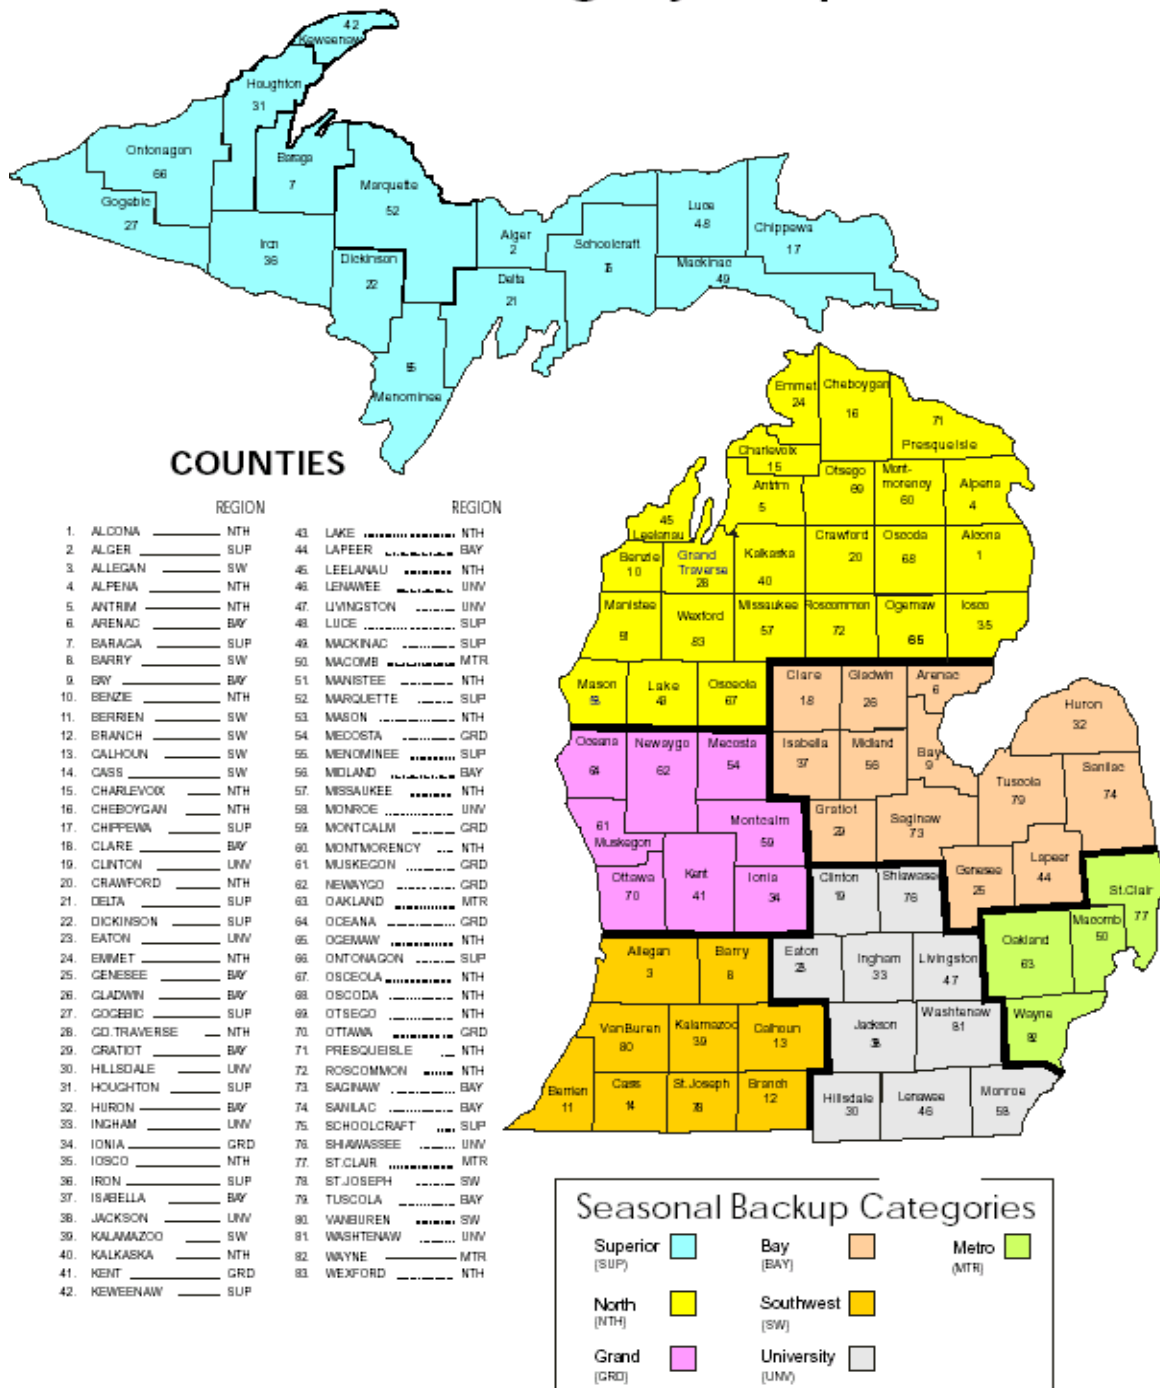 42
Keweenaw
Houghton
31
Ontonagon
66
Baraga
7
Gogebic
27
Marquette
52
Iron
36
Dickinson
22
Alger
2
Schoolcraft
Luce
48
Chippewa
17
Mackinac
49
Delta
21
Menominee
Emmet
24
Cheboygan
16
71
Presque Isle
Charlevoix
15
Antrim
5
Otsego
69
Mont-
morency
60
Alpena
4
45
Leelanau
Benzie
10
Grand
Traverse
28
Kalkaska
40
Crawford
20
Oscoda
68
Alcona
1
Manistee
Wexford
83
Missaukee
57
Roscommon
72
Ogemaw
65
Iosco
35
Mason
Lake
43
Osceola
67
Clare
18
Gladwin
26
Arenac
6
Huron
32
Oceana
64
Newaygo
62
Mecosta
54
Isabella
37
Midland
56
Bay
9
Tuscola
79
Sanilac
74
61
Muskegon
Montcalm
59
Gratiot
29
Saginaw
73
Ottawa
70
Kent
41
Ionia
34
Clinton
19
Shiawassee
76
Genesee
25
Lapeer
44
St.Clair
77
Allegan
3
Barry
8
Eaton
23
Ingham
33
Livingston
47
Oakland
63
Macomb
50
VanBuren
80
Kalamazoo
39
Calhoun
13
Jackson
Washtenaw
81
Wayne
82
Berrien
11
Cass
14
St.Joseph
78
Branch
12
Hillsdale
30
Lenawee
46
Monroe
58
COUNTIES
REGION REGION
1. ALCONA NTH 43. LAKE NTH
2. ALGER SUP 44. LAPEER BAY
3. ALLEGAN SW 45. LEELANAU NTH
4. ALPENA NTH 46. LENAWEE UNV
5. ANTRIM NTH 47. LIVINGSTON UNV
6. ARENAC BAY 48. LUCE SUP
7. BARAGA SUP 49. MACKINAC SUP
8. BARRY SW 50. MACOMB MTR
9. BAY BAY 51. MANISTEE NTH
10. BENZIE NTH 52. MARQUETTE SUP
11. BERRIEN SW 53. MASON NTH
12. BRANCH SW 54. MECOSTA GRD
13. CALHOUN SW 55. MENOMINEE SUP
14. CASS SW 56. MIDLAND BAY
15. CHARLEVOIX NTH 57. MISSAUKEE NTH
16. CHEBOYGAN NTH 58. MONROE UNV
17. CHIPPEWA SUP 59. MONTCALM GRD
18. CLARE BAY 60. MONTMORENCY NTH
19. CLINTON UNV 61. MUSKEGON GRD
20. CRAWFORD NTH 62. NEWAYGO GRD
21. DELTA SUP 63. OAKLAND MTR
22. DICKINSON SUP 64. OCEANA GRD
23. EATON UNV 65. OGEMAW NTH
24. EMMET NTH 66. ONTONAGON SUP
25. GENESEE BAY 67. OSCEOLA NTH
26. GLADWIN BAY 68. OSCODA NTH
27. GOGEBIC SUP 69. OTSEGO NTH
28. GD.TRAVERSE NTH 70. OTTAWA GRD
29. GRATIOT BAY 71. PRESQUEISLE NTH
30. HILLSDALE UNV 72. ROSCOMMON NTH
31. HOUGHTON SUP 73. SAGINAW BAY
32. HURON BAY 74. SANILAC BAY
33. INGHAM UNV 75. SCHOOLCRAFT SUP
34. IONIA GRD 76. SHIAWASSEE UNV
35. IOSCO NTH 77. ST.CLAIR MTR
36. IRON SUP 78. ST.JOSEPH SW
37. ISABELLA BAY 79. TUSCOLA BAY
38. JACKSON UNV 80. VANBUREN SW
39. KALAMAZOO SW 81. WASHTENAW UNV
40. KALKASKA NTH 82. WAYNE MTR
41. KENT GRD 83. WEXFORD NTH
42. KEWEENAW SUP
Seasonal Backup Categories
Superior Bay Metro
(SUP) (BAY) (MTR)
North Southwest
(NTH) (SW)
Grand University
(GRD) (UNV)